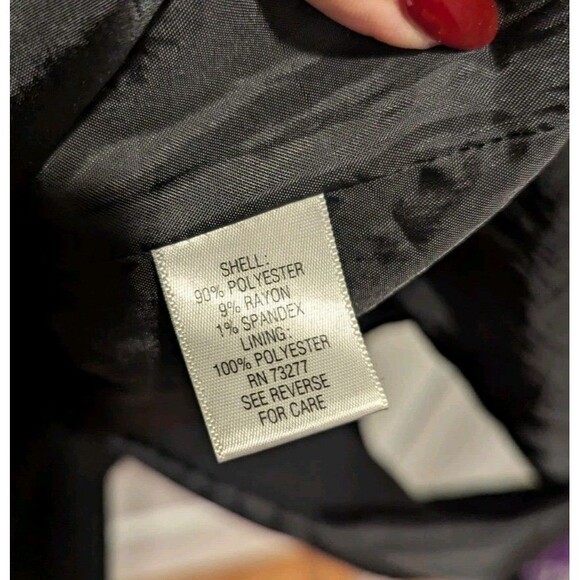 SHELL:
90% POLYESTER
9% RAYON
1% SPANDEX
LINING:
100% POLYESTER
RN 73277
SEE REVERSE
FOR CARE